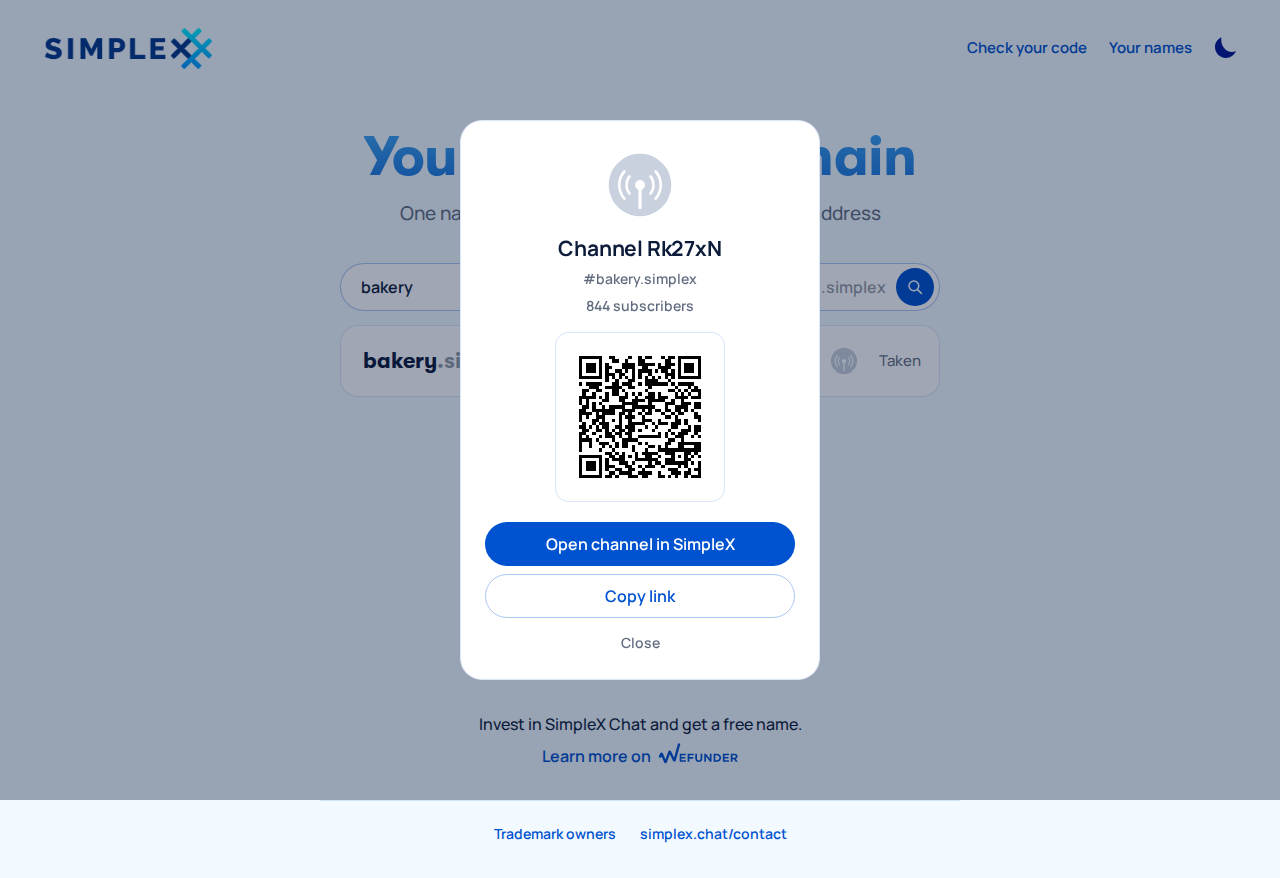 SIMPLEX
Check your code
Your names
You
main
One na
ddress
bakery
.simplex
bakery.si
Taken
Channel Rk27xN
#bakery.simplex
844 subscribers
Open channel in SimpleX
Copy link
Close
Invest in SimpleX Chat and get a free name.
Learn more on WEFUNDER
Trademark owners
simplex.chat/contact